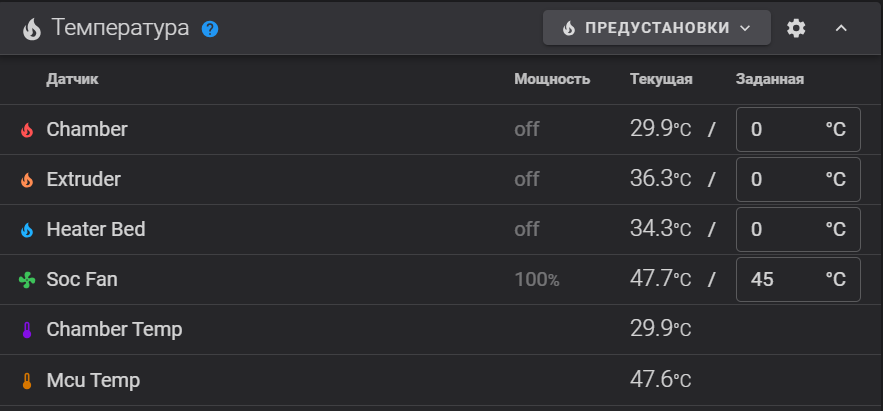 Температура ? ПРЕДУСТАНОВКИ
Датчик Мощность Текущая Заданная
Chamber off 29.9°C / 0 °C
Extruder off 36.3°C / 0 °C
Heater Bed off 34.3°C / 0 °C
Soc Fan 100% 47.7°C / 45 °C
Chamber Temp 29.9°C
Mcu Temp 47.6°C